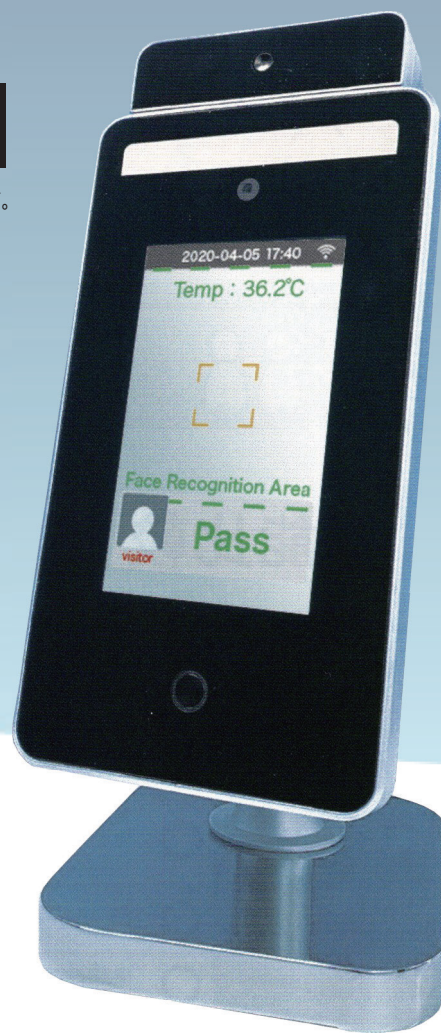 。
2020-04-05 17:40
Temp : 36.2℃
Face Recognition Area
visitor
Pass